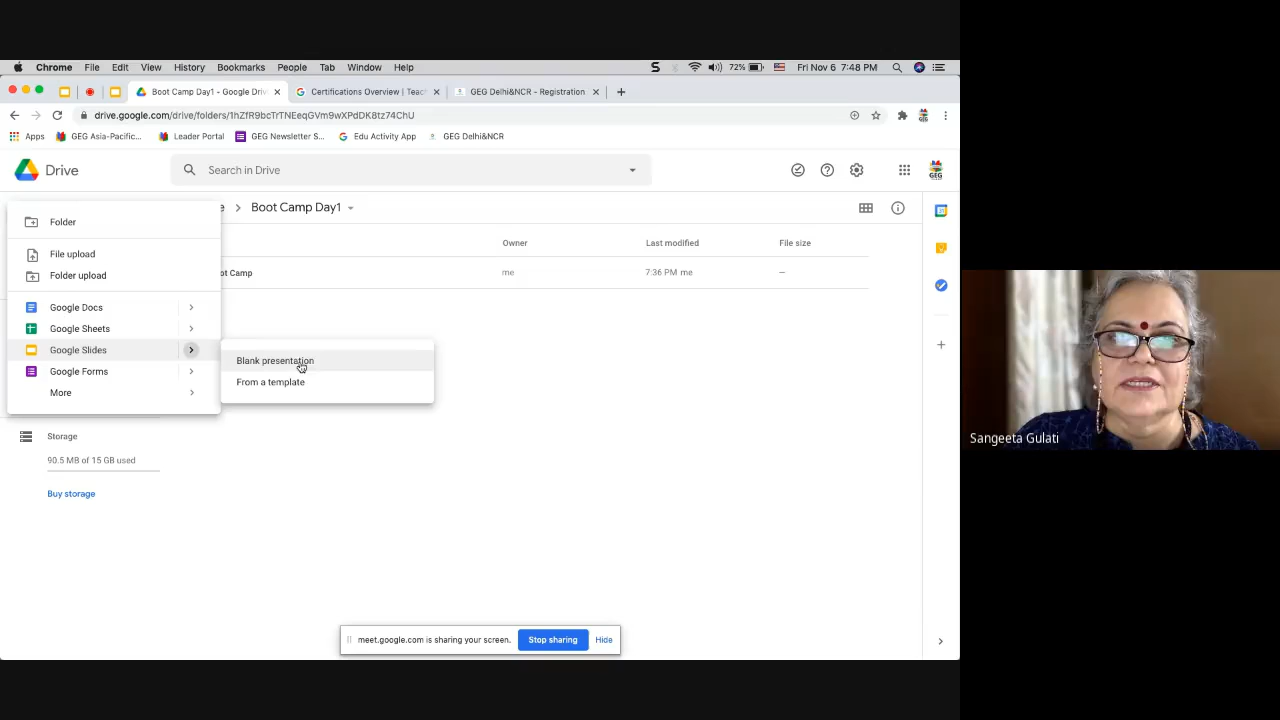 Chrome File Edit View History Bookmarks People Tab Window Help S 72% Fri Nov 6 7:48 PM
Boot Camp Day1 - Google Driv × Certifications Overview | Teac × GEG Delhi&NCR - Registration × +
drive.google.com/drive/folders/1hZfR9bcTrTNEeqGVm9wXPdDK8tz74ChU
Apps GEG Asia-Pacific... Leader Portal GEG Newsletter S... Edu Activity App GEG Delhi&NCR
Drive Search in Drive GEG
e > Boot Camp Day1
Folder
Owner Last modified File size
File upload
ot Camp me 7:36 PM me —
Folder upload
Google Docs
Google Sheets
Google Slides
Blank presentation
Google Forms
From a template
More
Storage
90.5 MB of 15 GB used
Buy storage
Sangeeta Gulati
meet.google.com is sharing your screen. Stop sharing Hide